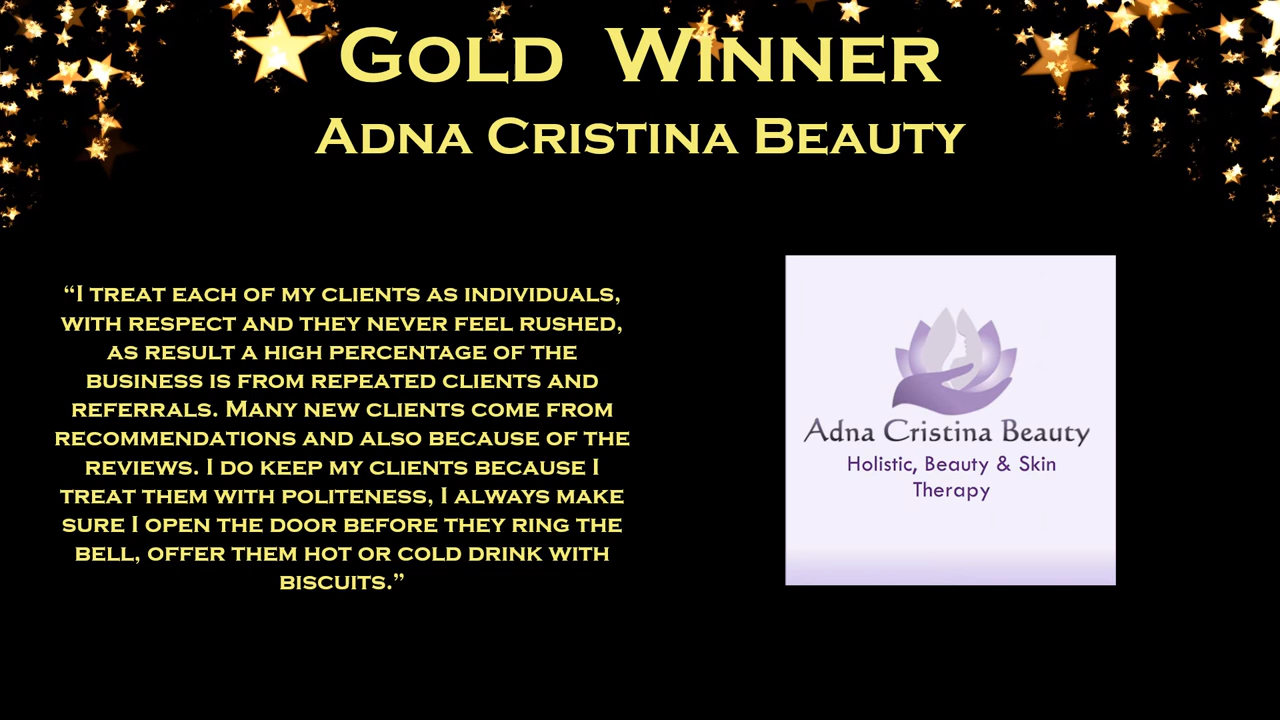 Gold Winner
Adna Cristina Beauty
“I treat each of my clients as individuals,
with respect and they never feel rushed,
as result a high percentage of the
business is from repeated clients and
referrals. Many new clients come from
recommendations and also because of the
reviews. I do keep my clients because I
treat them with politeness, I always make
sure I open the door before they ring the
bell, offer them hot or cold drink with
biscuits.”
Adna Cristina Beauty
Holistic, Beauty & Skin
Therapy